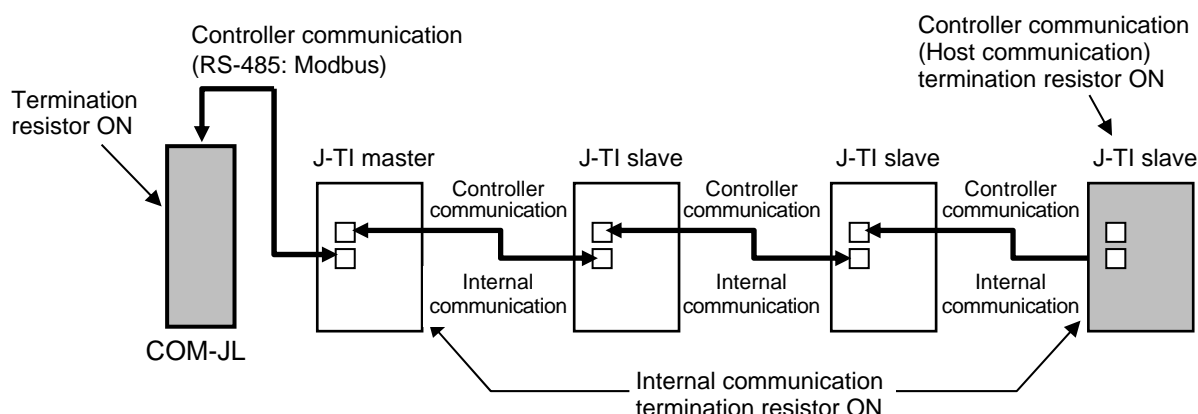 Controller communication
(RS-485: Modbus)
Controller communication
(Host communication)
termination resistor ON
Termination
resistor ON
J-TI master
J-TI slave
J-TI slave
J-TI slave
Controller
communication
Controller
communication
Controller
communication
Internal
communication
Internal
communication
Internal
communication
COM-JL
Internal communication
termination resistor ON